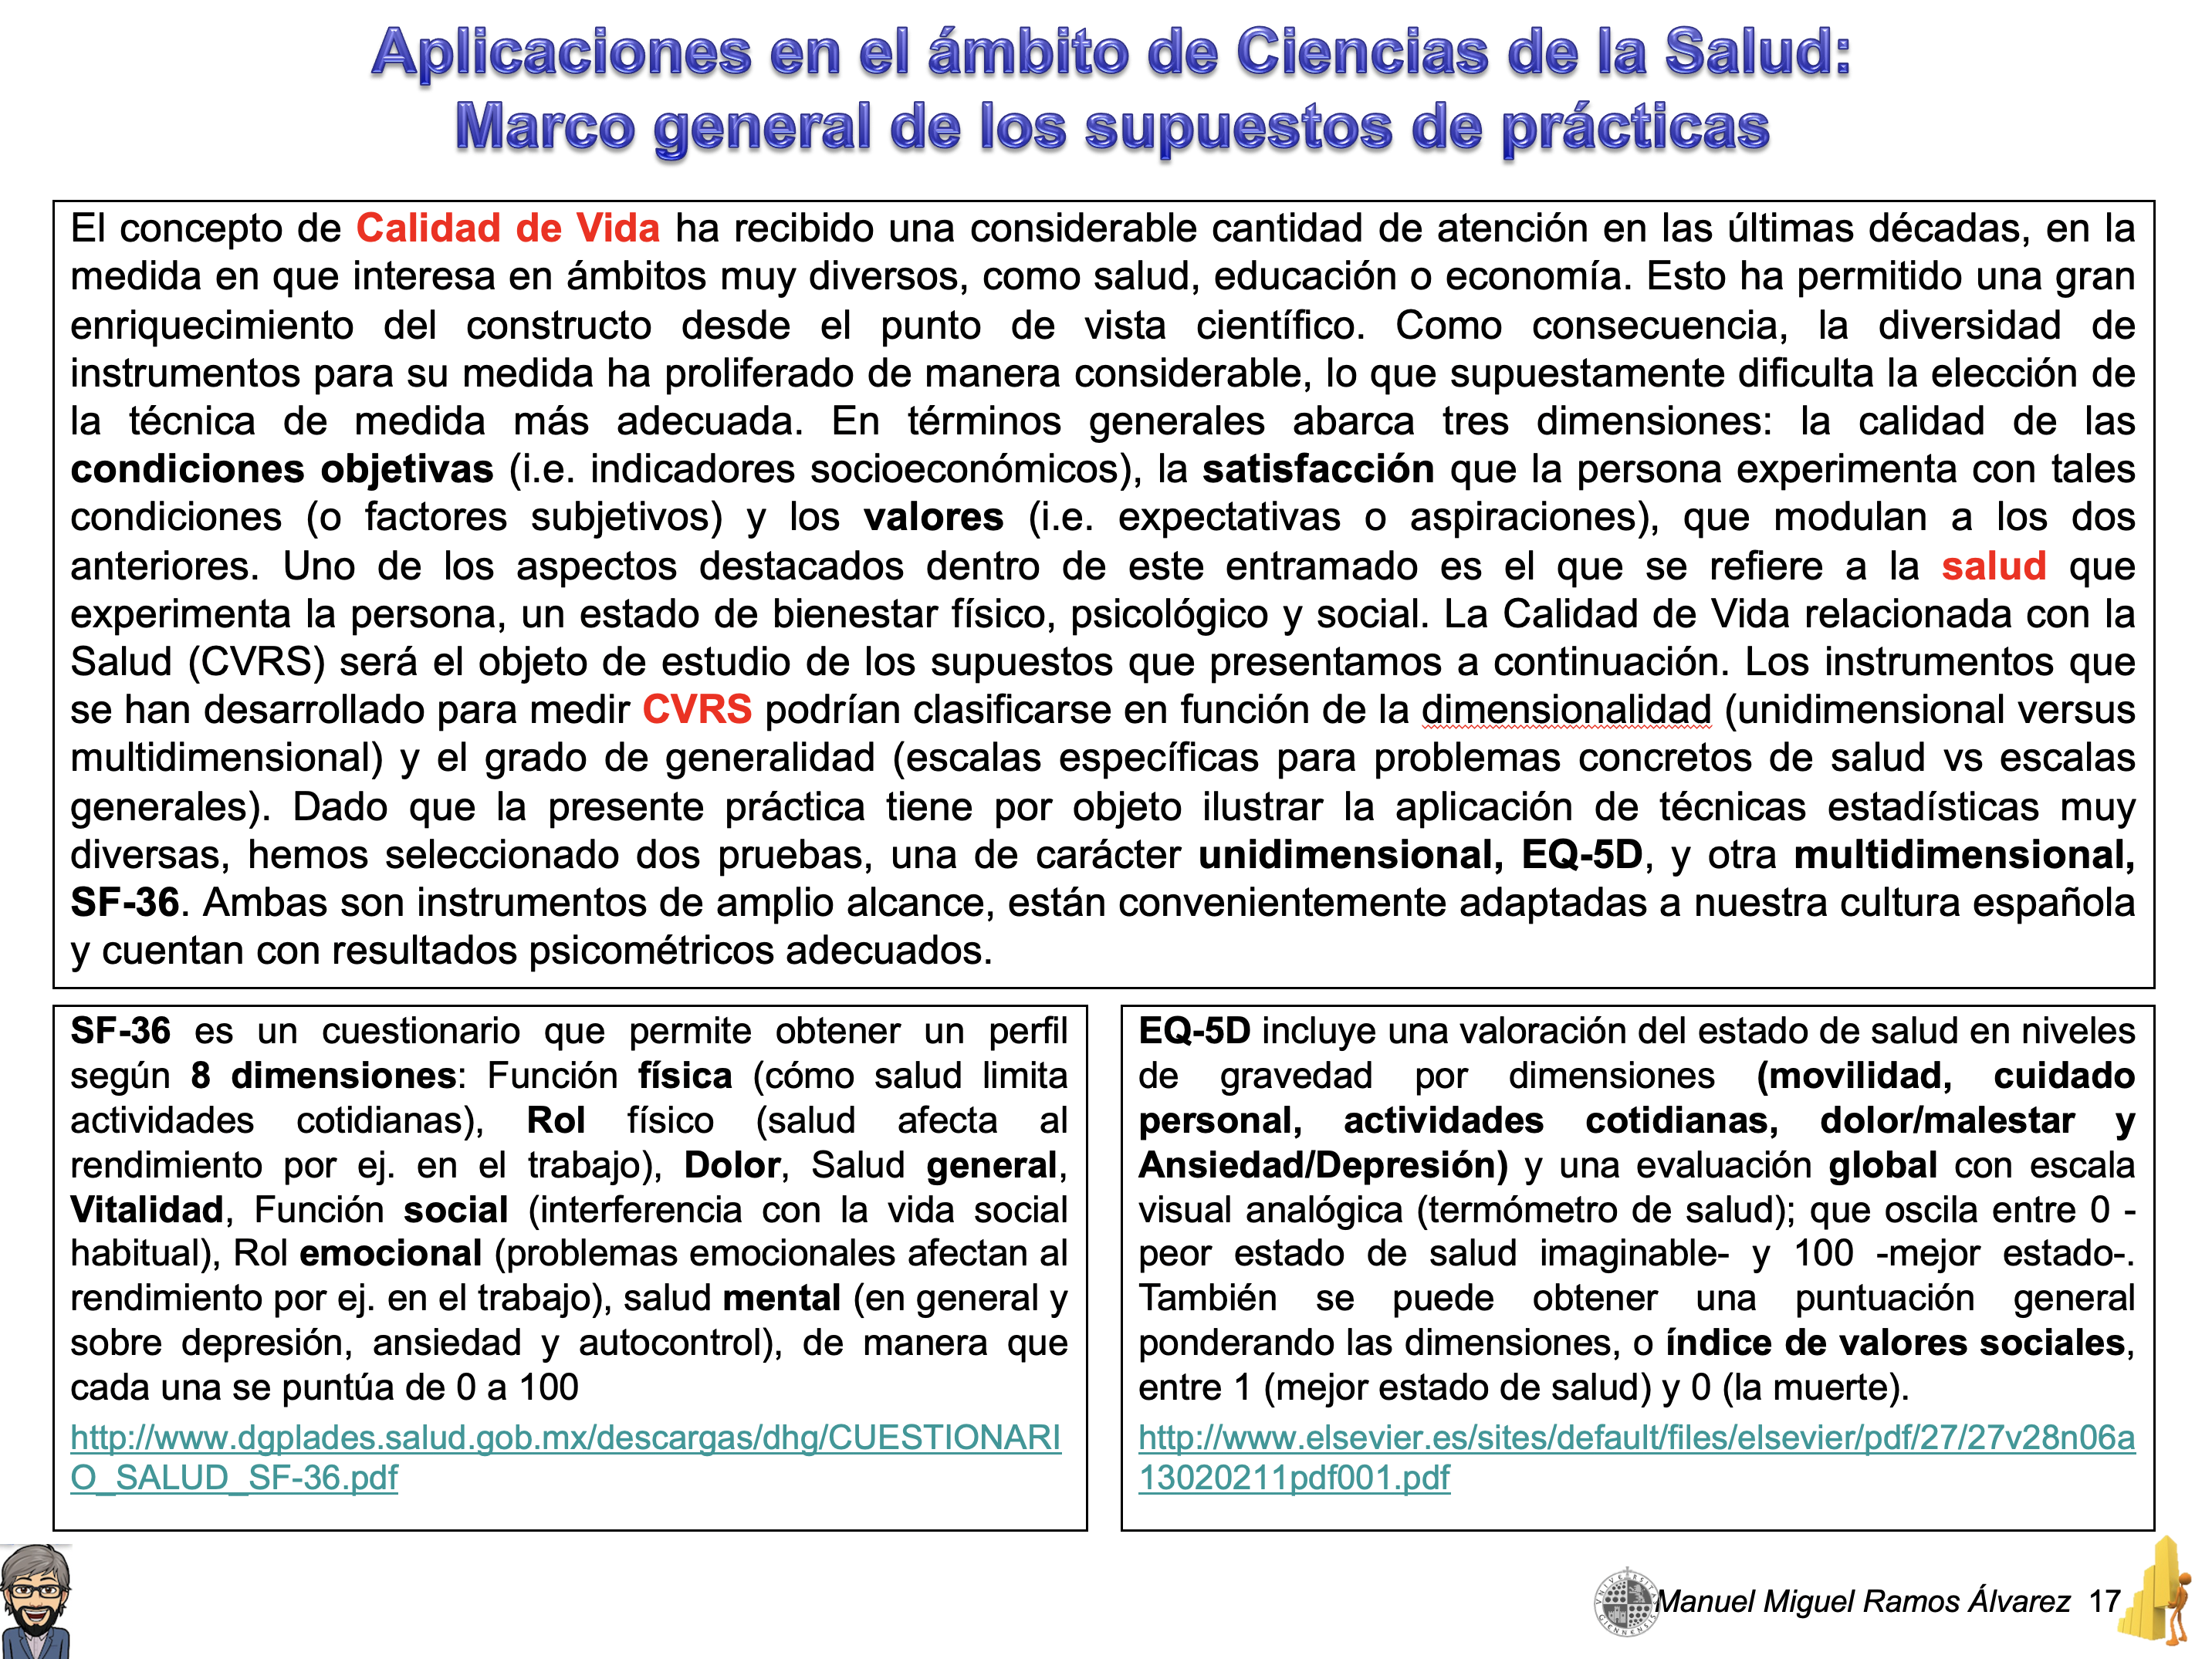 Aplicaciones en el ámbito de Ciencias de la Salud:
Marco general de los supuestos de prácticas
El concepto de Calidad de Vida ha recibido una considerable cantidad de atención en las últimas décadas, en la
medida en que interesa en ámbitos muy diversos, como salud, educación o economía. Esto ha permitido una gran
enriquecimiento del constructo desde el punto de vista científico. Como consecuencia, la diversidad de
instrumentos para su medida ha proliferado de manera considerable, lo que supuestamente dificulta la elección de
la técnica de medida más adecuada. En términos generales abarca tres dimensiones: la calidad de las
condiciones objetivas (i.e. indicadores socioeconómicos), la satisfacción que la persona experimenta con tales
condiciones (o factores subjetivos) y los valores (i.e. expectativas o aspiraciones), que modulan a los dos
anteriores. Uno de los aspectos destacados dentro de este entramado es el que se refiere a la salud que
experimenta la persona, un estado de bienestar físico, psicológico y social. La Calidad de Vida relacionada con la
Salud (CVRS) será el objeto de estudio de los supuestos que presentamos a continuación. Los instrumentos que
se han desarrollado para medir CVRS podrían clasificarse en función de la dimensionalidad (unidimensional versus
multidimensional) y el grado de generalidad (escalas específicas para problemas concretos de salud vs escalas
generales). Dado que la presente práctica tiene por objeto ilustrar la aplicación de técnicas estadísticas muy
diversas, hemos seleccionado dos pruebas, una de carácter unidimensional, EQ-5D, y otra multidimensional,
SF-36. Ambas son instrumentos de amplio alcance, están convenientemente adaptadas a nuestra cultura española
y cuentan con resultados psicométricos adecuados.
SF-36 es un cuestionario que permite obtener un perfil
según 8 dimensiones: Función física (cómo salud limita
actividades cotidianas), Rol físico (salud afecta al
rendimiento por ej. en el trabajo), Dolor, Salud general,
Vitalidad, Función social (interferencia con la vida social
habitual), Rol emocional (problemas emocionales afectan al
rendimiento por ej. en el trabajo), salud mental (en general y
sobre depresión, ansiedad y autocontrol), de manera que
cada una se puntúa de 0 a 100
http://www.dgplades.salud.gob.mx/descargas/dhg/CUESTIONARI
O_SALUD_SF-36.pdf
EQ-5D incluye una valoración del estado de salud en niveles
de gravedad por dimensiones (movilidad, cuidado
personal, actividades cotidianas, dolor/malestar y
Ansiedad/Depresión) y una evaluación global con escala
visual analógica (termómetro de salud); que oscila entre 0 -
peor estado de salud imaginable- y 100 -mejor estado-.
También se puede obtener una puntuación general
ponderando las dimensiones, o índice de valores sociales,
entre 1 (mejor estado de salud) y 0 (la muerte).
http://www.elsevier.es/sites/default/files/elsevier/pdf/27/27v28n06a
13020211pdf001.pdf
Manuel Miguel Ramos Álvarez 17